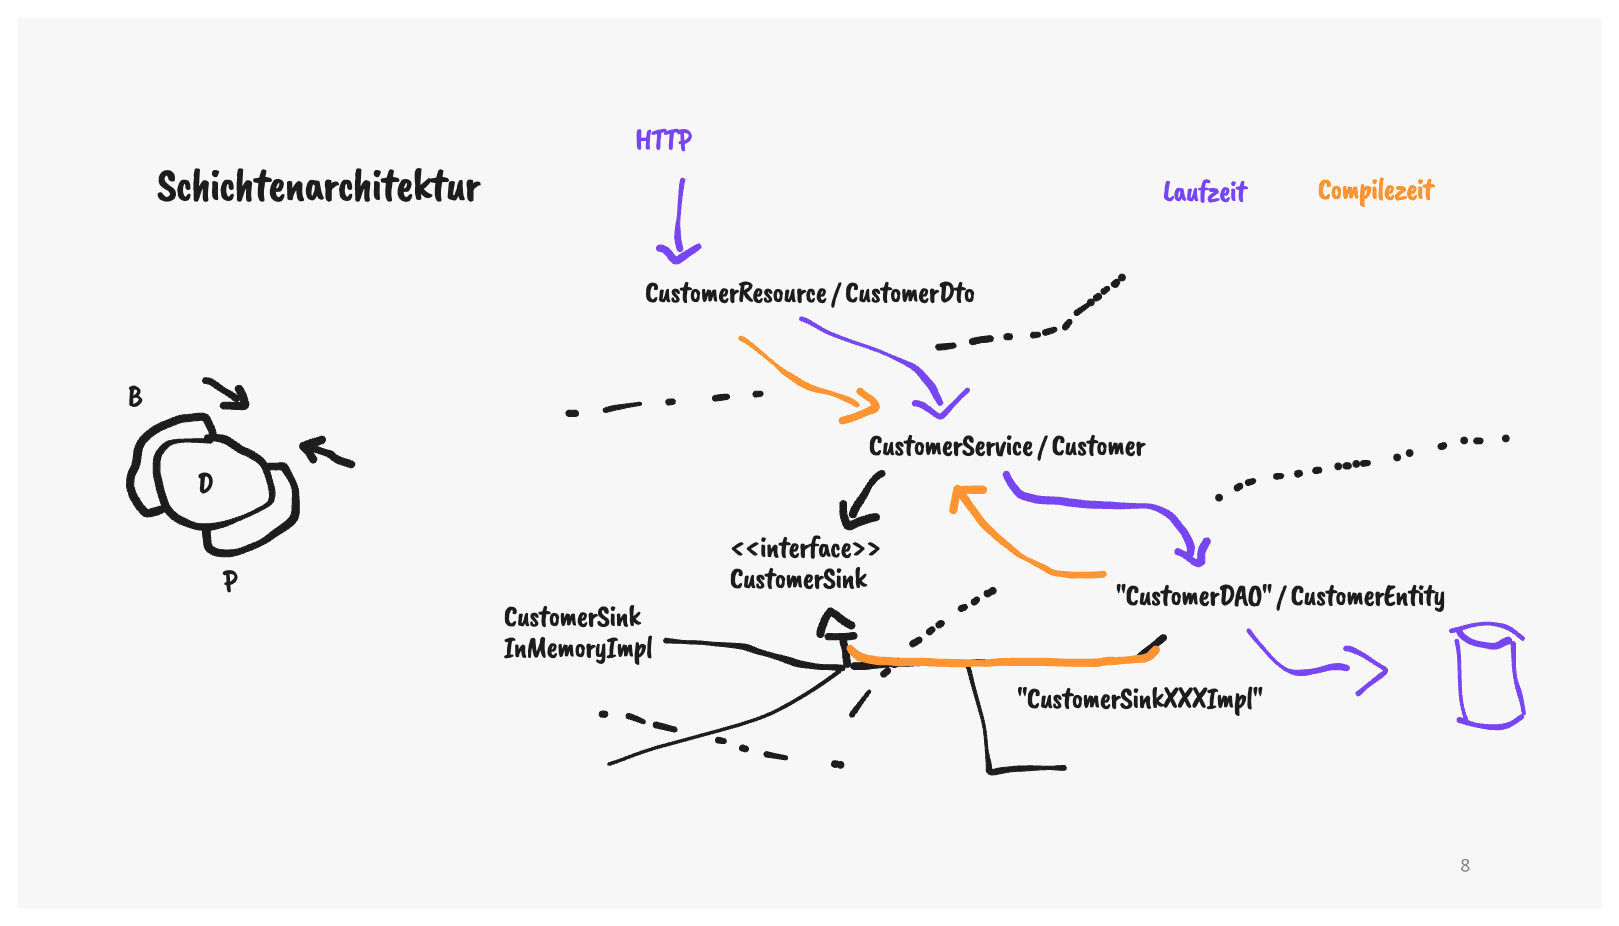 HTTP
Schichtenarchitektur
Laufzeit
Compilezeit
CustomerResource / CustomerDto
B
D
P
CustomerService / Customer
<<interface>>
CustomerSink
"CustomerDAO" / CustomerEntity
CustomerSink
InMemoryImpl
"CustomerSinkXXXImpl"
8